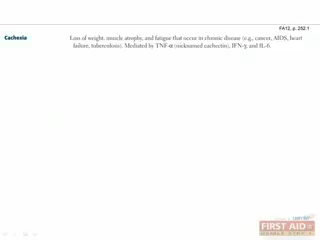 FA12, p. 252.1
Cachexia
Loss of weight, muscle atrophy, and fatigue that occur in chronic disease (e.g., cancer, AIDS, heart
failure, tuberculosis). Mediated by TNF-α (nicknamed cachectin), IFN-γ, and IL-6.
FIRST AID